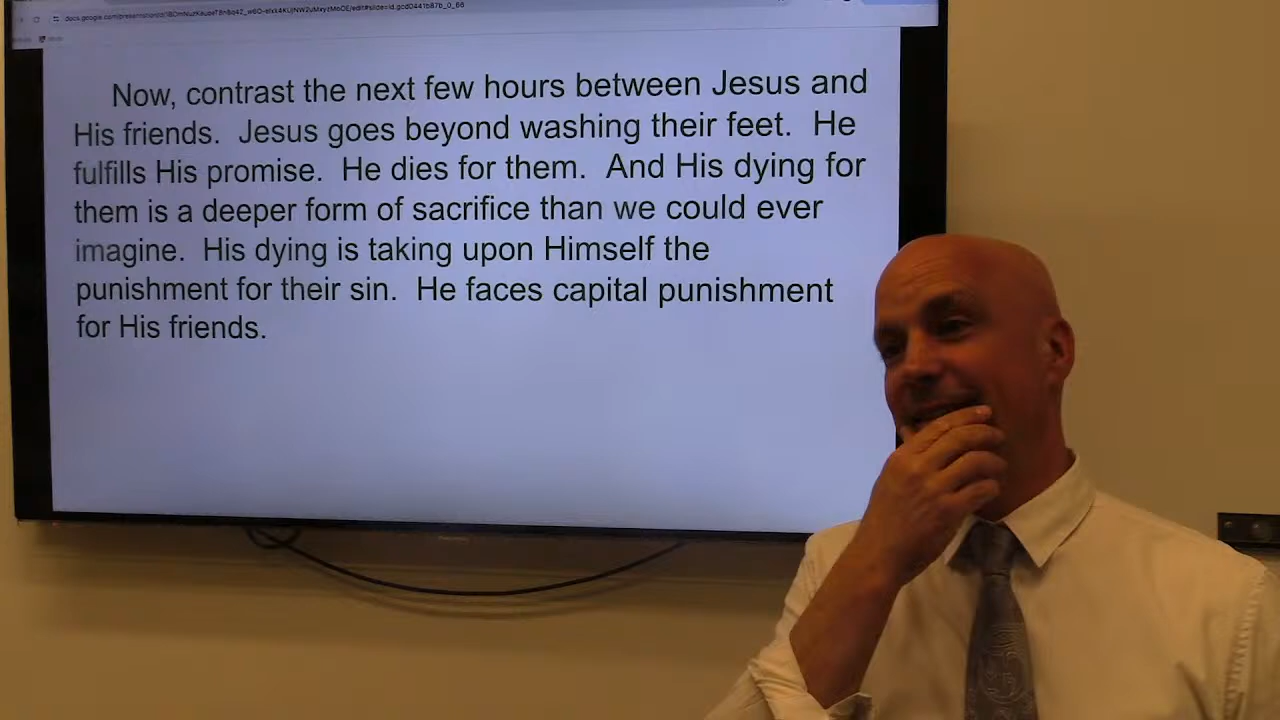 Now, contrast the next few hours between Jesus and
His friends.  Jesus goes beyond washing their feet.  He
fulfills His promise.  He dies for them.  And His dying for
them is a deeper form of sacrifice than we could ever
imagine.  His dying is taking upon Himself the
punishment for their sin.  He faces capital punishment
for His friends.